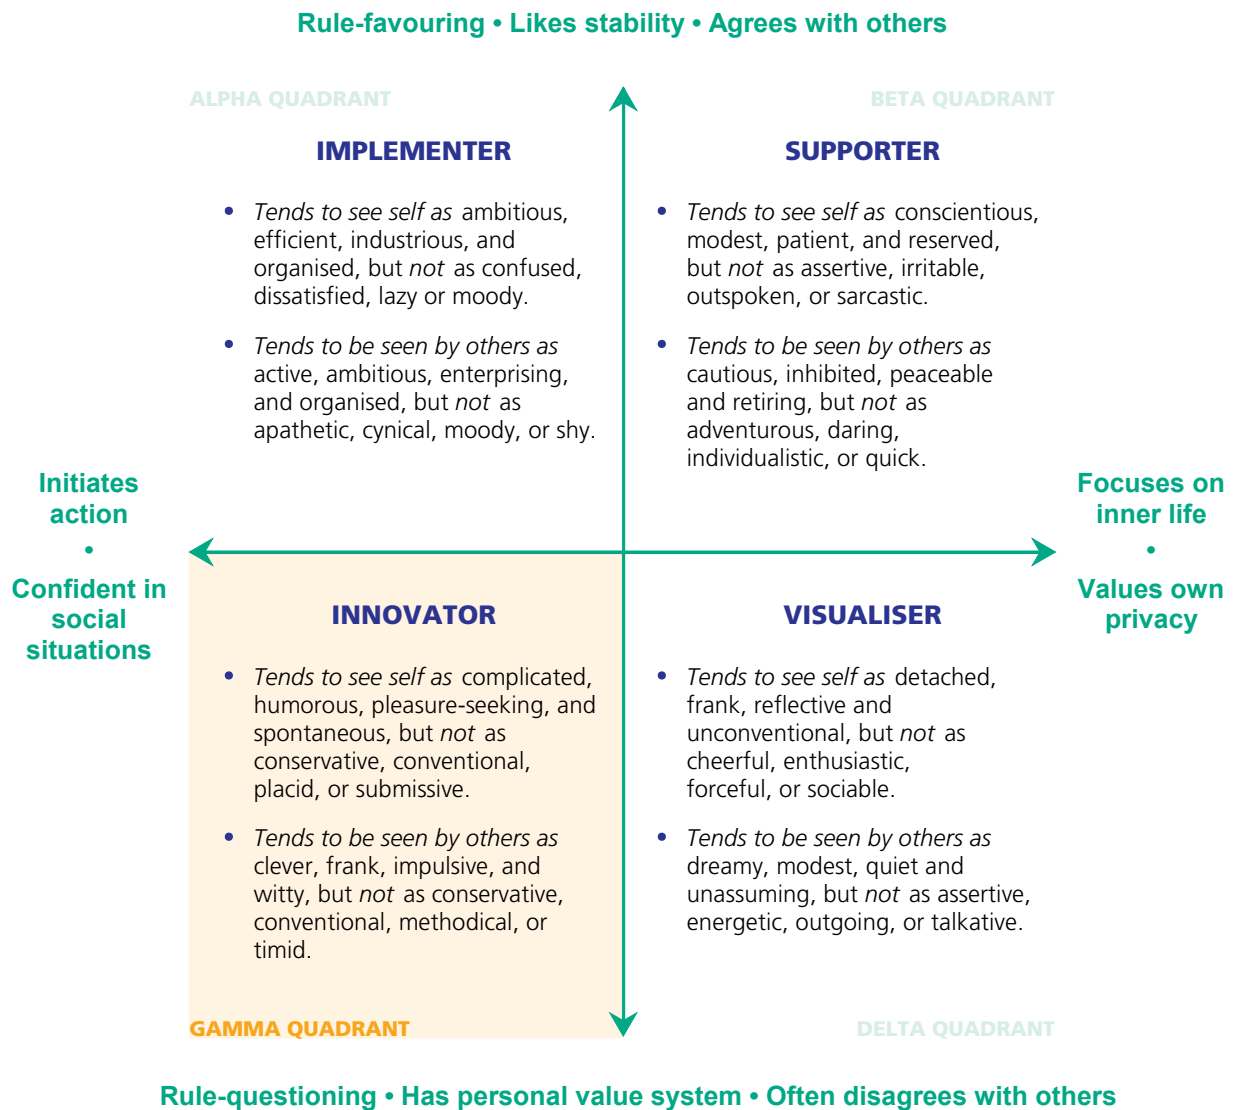 Rule-favouring • Likes stability • Agrees with others
ALPHA QUADRANT
IMPLEMENTER
• Tends to see self as ambitious,
efficient, industrious, and
organised, but not as confused,
dissatisfied, lazy or moody.
• Tends to be seen by others as
active, ambitious, enterprising,
and organised, but not as
apathetic, cynical, moody, or shy.
BETA QUADRANT
SUPPORTER
• Tends to see self as conscientious,
modest, patient, and reserved,
but not as assertive, irritable,
outspoken, or sarcastic.
• Tends to be seen by others as
cautious, inhibited, peaceable
and retiring, but not as
adventurous, daring,
individualistic, or quick.
Initiates
action
•
Confident in
social
situations
Focuses on
inner life
•
Values own
privacy
INNOVATOR
• Tends to see self as complicated,
humorous, pleasure-seeking, and
spontaneous, but not as
conservative, conventional,
placid, or submissive.
• Tends to be seen by others as
clever, frank, impulsive, and
witty, but not as conservative,
conventional, methodical, or
timid.
GAMMA QUADRANT
VISUALISER
• Tends to see self as detached,
frank, reflective and
unconventional, but not as
cheerful, enthusiastic,
forceful, or sociable.
• Tends to be seen by others as
dreamy, modest, quiet and
unassuming, but not as assertive,
energetic, outgoing, or talkative.
DELTA QUADRANT
Rule-questioning • Has personal value system • Often disagrees with others